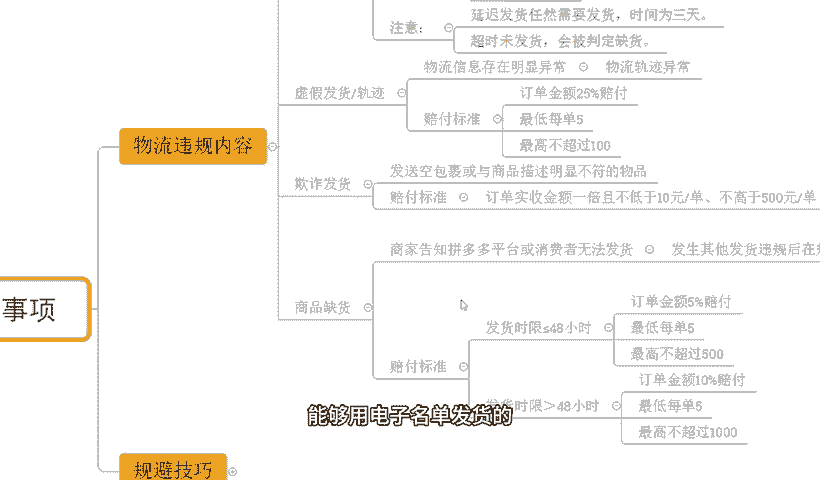 延迟发货任然需要发货，时间为三天。
注意：
超时未发货，会被判定缺货。
物流信息存在明显异常
物流轨迹异常
虚假发货/轨迹
订单金额25%赔付
赔付标准
最低每单5
最高不超过100
物流违规内容
发送空包裹或与商品描述明显不符的物品
欺诈发货
赔付标准
订单实收金额一倍且不低于10元/单、不高于500元/单
商家告知拼多多平台或消费者无法发货
发生其他发货违规后在
事项
商品缺货
订单金额5%赔付
发货时限≤48小时
最低每单5
最高不超过500
赔付标准
订单金额10%赔付
发货时限＞48小时
最低每单5
最高不超过1000
能够用电子名单发货的
规避技巧